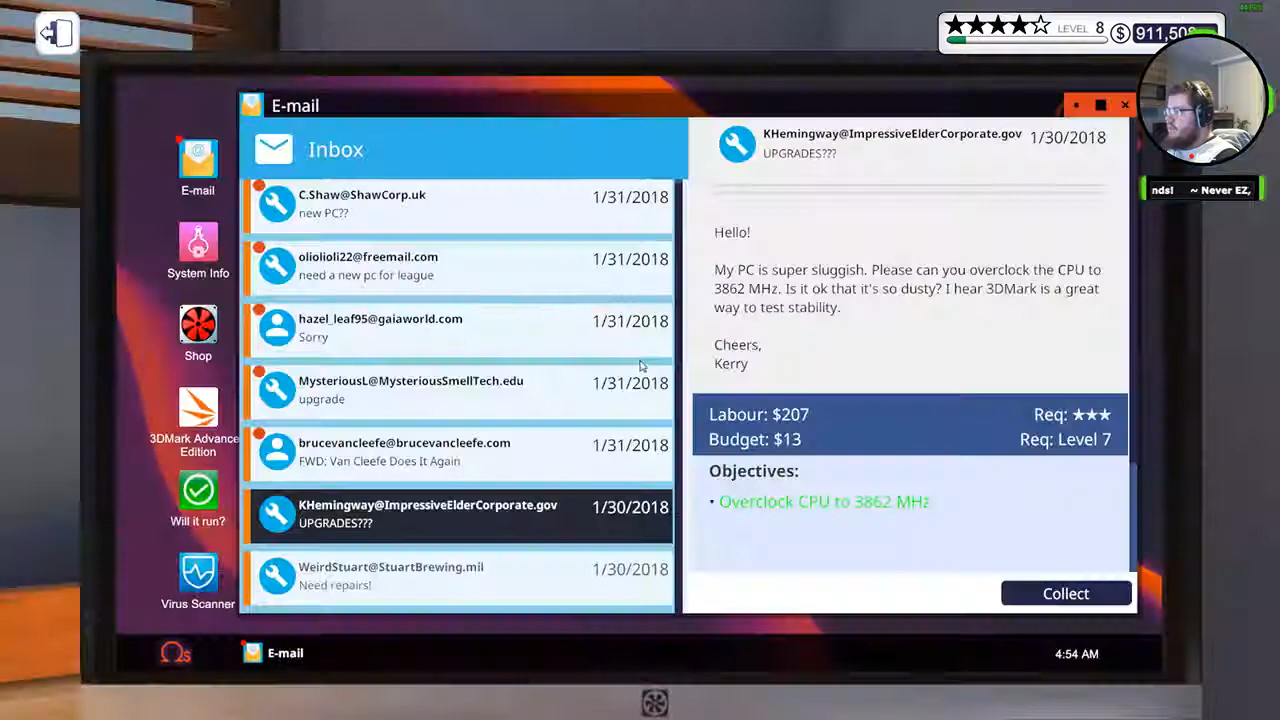 LEVEL 8
$ 911,50
E-mail
Inbox
C.Shaw@ShawCorp.uk
1/31/2018
new PC??
oliolioli22@freemail.com
1/31/2018
need a new pc for league
hazel_leaf95@gaiaworld.com
1/31/2018
Sorry
MysteriousL@MysteriousSmellTech.edu
1/31/2018
upgrade
brucevancleefe@brucevancleefe.com
1/31/2018
FWD: Van Cleefe Does It Again
KHemingway@ImpressiveElderCorporate.gov
1/30/2018
UPGRADES???
WeirdStuart@StuartBrewing.mil
1/30/2018
Need repairs!
KHemingway@ImpressiveElderCorporate.gov
1/30/2018
UPGRADES???
Hello!
My PC is super sluggish. Please can you overclock the CPU to
3862 MHz. Is it ok that it's so dusty? I hear 3DMark is a great
way to test stability.
Cheers,
Kerry
Labour: $207
Req: ★★★
Budget: $13
Req: Level 7
Objectives:
• Overclock CPU to 3862 MHz
Collect
E-mail
System Info
Shop
3DMark Advance
Edition
Will it run?
Virus Scanner
Ωs
E-mail
4:54 AM
nds! ~ Never EZ,